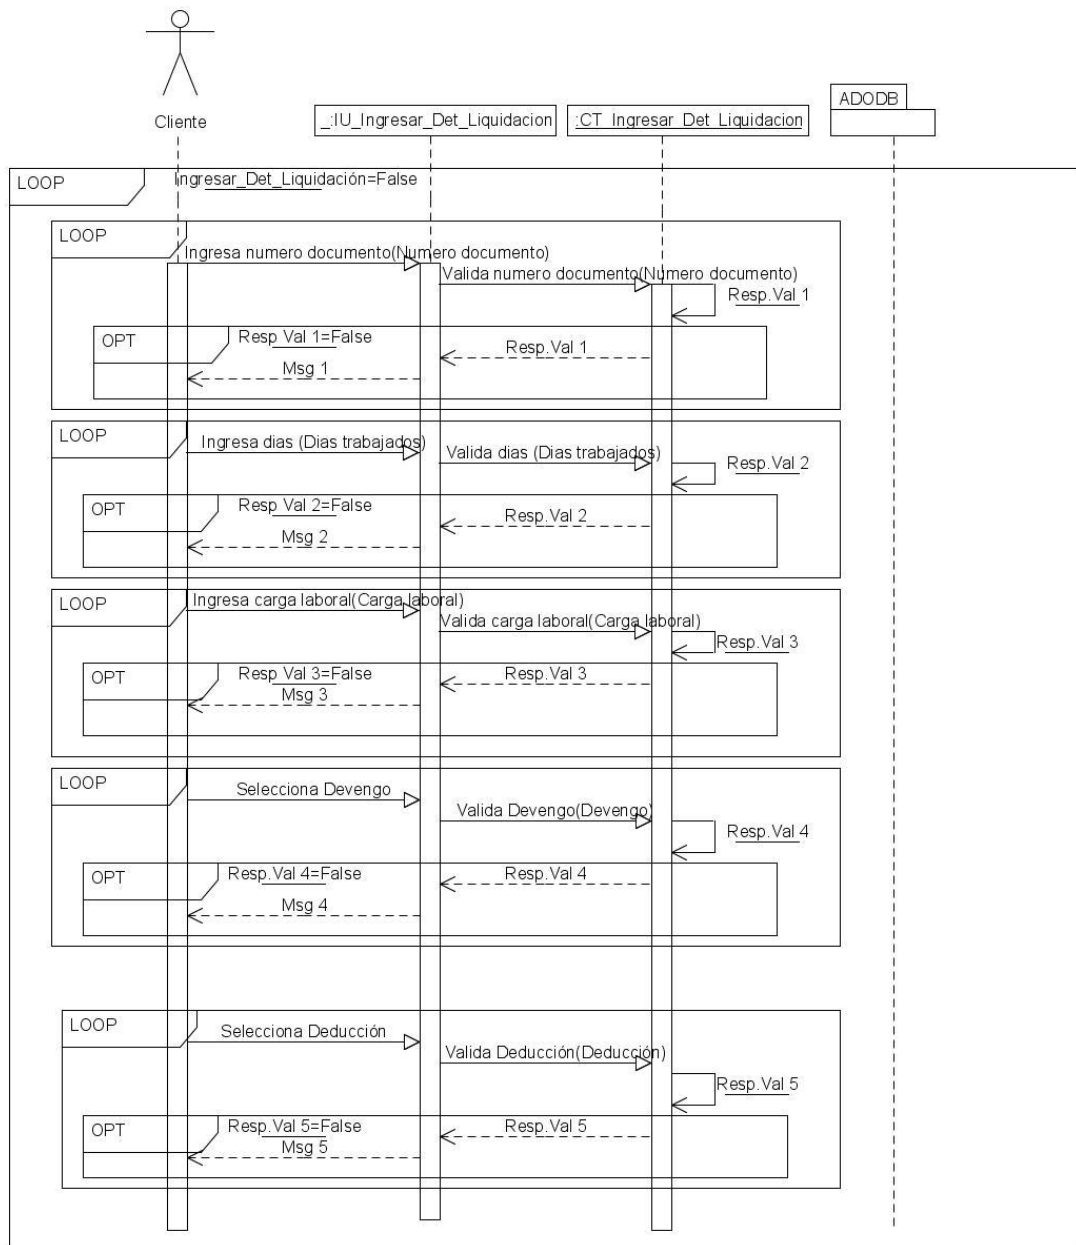 Cliente
_:IU_Ingresar_Det_Liquidacion
:CT_Ingresar_Det_Liquidacion
ADODB
LOOP
Ingresar_Det_Liquidación=False
LOOP
Ingresa numero documento(Numero documento)
Valida numero documento(Numero documento)
Resp.Val 1
OPT
Resp Val 1=False
Resp.Val 1
Msg 1
LOOP
Ingresa dias (Dias trabajados)
Valida dias (Dias trabajados)
Resp.Val 2
OPT
Resp Val 2=False
Resp.Val 2
Msg 2
LOOP
Ingresa carga laboral(Carga laboral)
Valida carga laboral(Carga laboral)
Resp.Val 3
OPT
Resp Val 3=False
Resp.Val 3
Msg 3
LOOP
Selecciona Devengo
Valida Devengo(Devengo)
Resp.Val 4
OPT
Resp.Val 4=False
Resp.Val 4
Msg 4
LOOP
Selecciona Deducción
Valida Deducción(Deducción)
Resp.Val 5
OPT
Resp.Val 5=False
Resp.Val 5
Msg 5